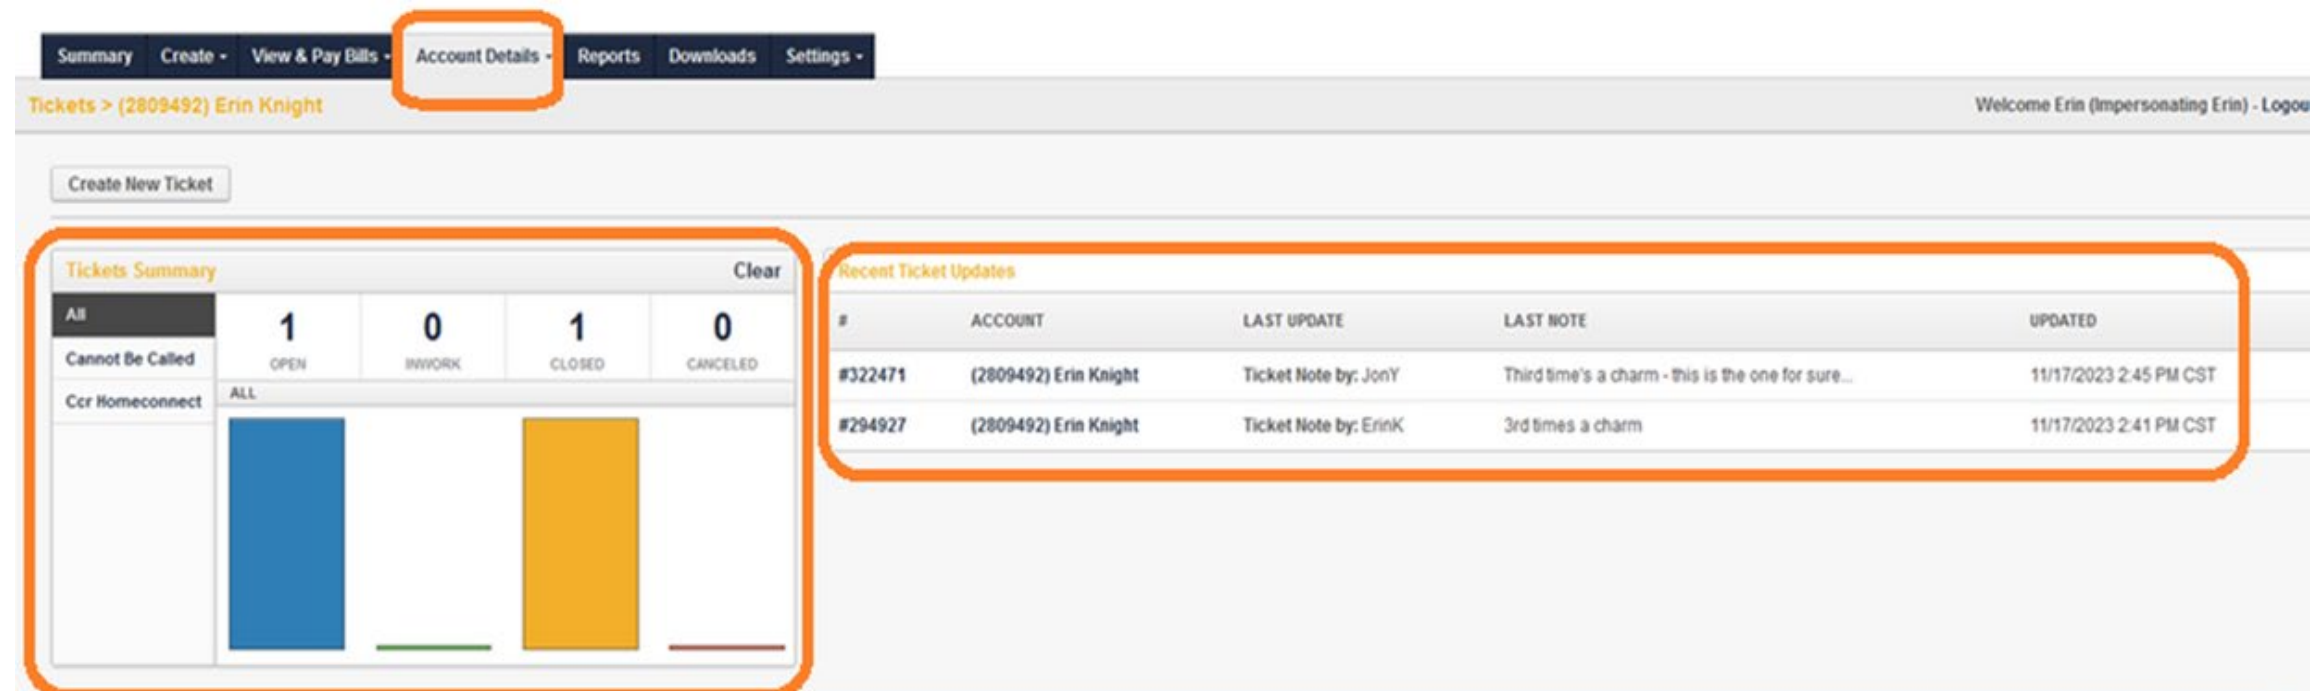 Summary Create View & Pay Bills Account Details Reports Downloads Settings
Tickets > (2809492) Erin Knight Welcome Erin (Impersonating Erin) -
Create New Ticket
Tickets Summary Clear
All
Cannot Be Called
Ccr Homeconnect
1 0 1 0
OPEN INWORK CLOSED CANCELED
ALL
Recent Ticket Updates
# ACCOUNT LAST UPDATE LAST NOTE UPDATED
#322471 (2809492) Erin Knight Ticket Note by: JonY Third time's a charm - this is the one for sure... 11/17/2023 2:45 PM CST
#294927 (2809492) Erin Knight Ticket Note by: ErinK 3rd times a charm 11/17/2023 2:41 PM CST